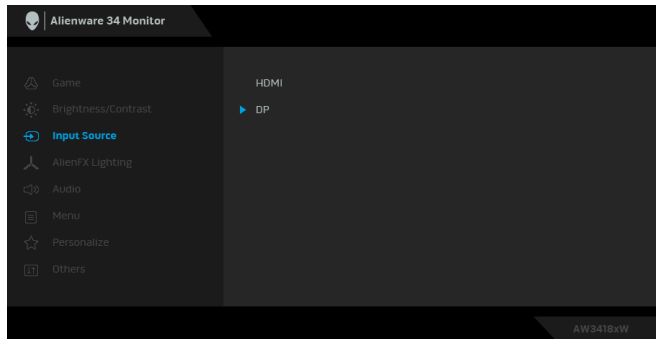 Alienware 34 Monitor
Game
HDMI
Brightness/Contrast
DP
Input Source
AlienFX Lighting
Audio
Menu
Personalize
Others
AW3418xW